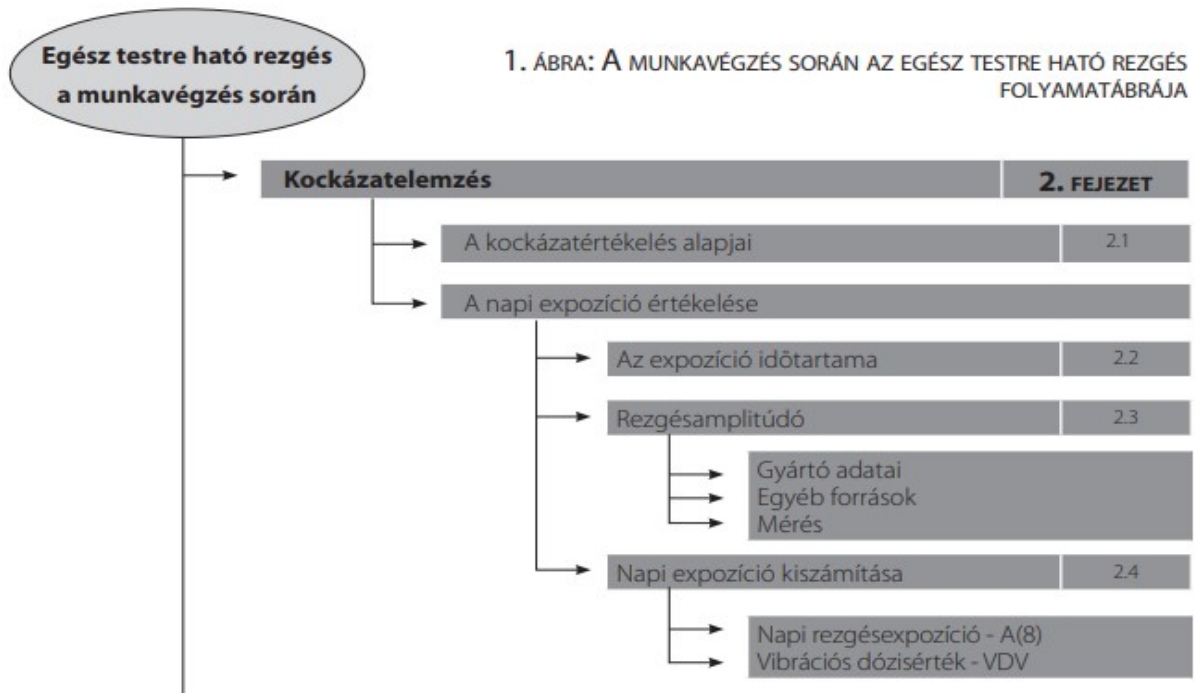 Egész testre ható rezgés
a munkavégzés során
1. ÁBRA: A MUNKAVÉGZÉS SORÁN AZ EGÉSZ TESTRE HATÓ REZGÉS
FOLYAMATÁBRÁJA
Kockázatelemzés 2. FEJEZET
A kockázatértékelés alapjai 2.1
A napi expozíció értékelése
Az expozíció idõtartama 2.2
Rezgésamplitúdó 2.3
Gyártó adatai
Egyéb források
Mérés
Napi expozíció kiszámítása 2.4
Napi rezgésexpozíció - A(8)
Vibrációs dózisérték - VDV